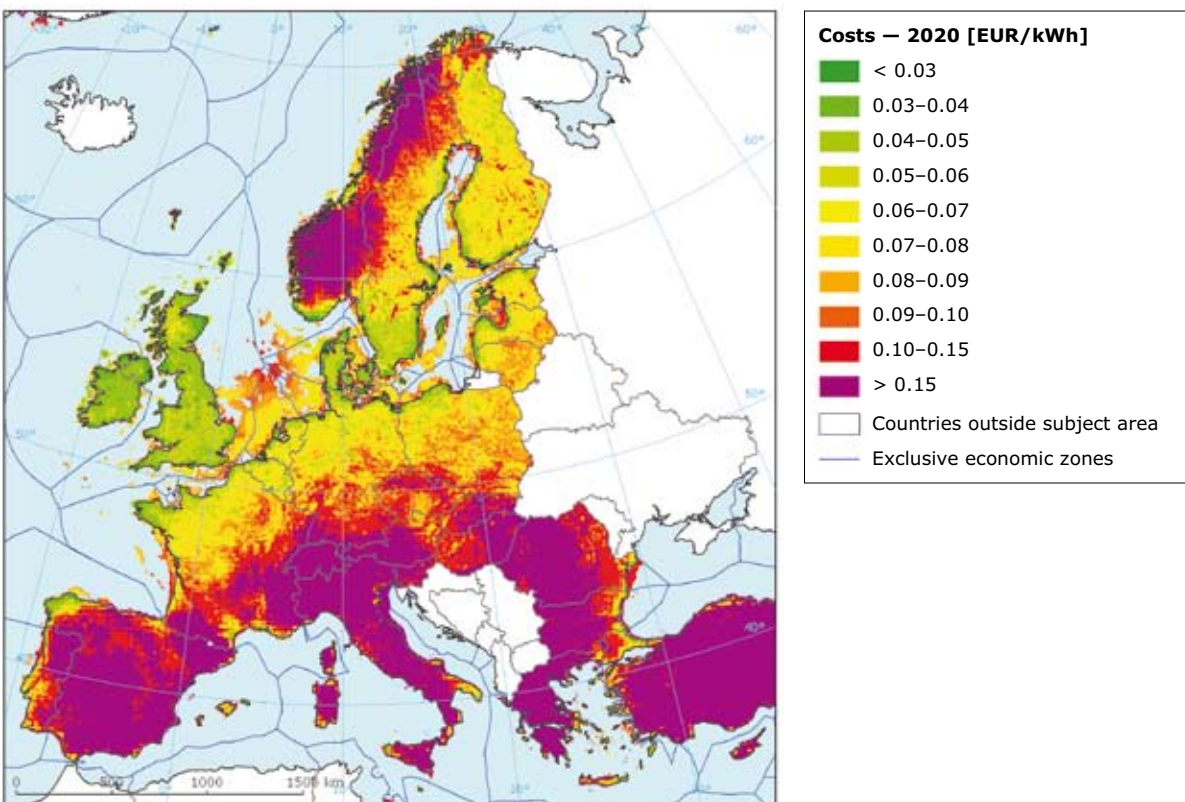 Costs — 2020 [EUR/kWh]
< 0.03
0.03–0.04
0.04–0.05
0.05–0.06
0.06–0.07
0.07–0.08
0.08–0.09
0.09–0.10
0.10–0.15
> 0.15
Countries outside subject area
Exclusive economic zones
0 500 1000 1500 km